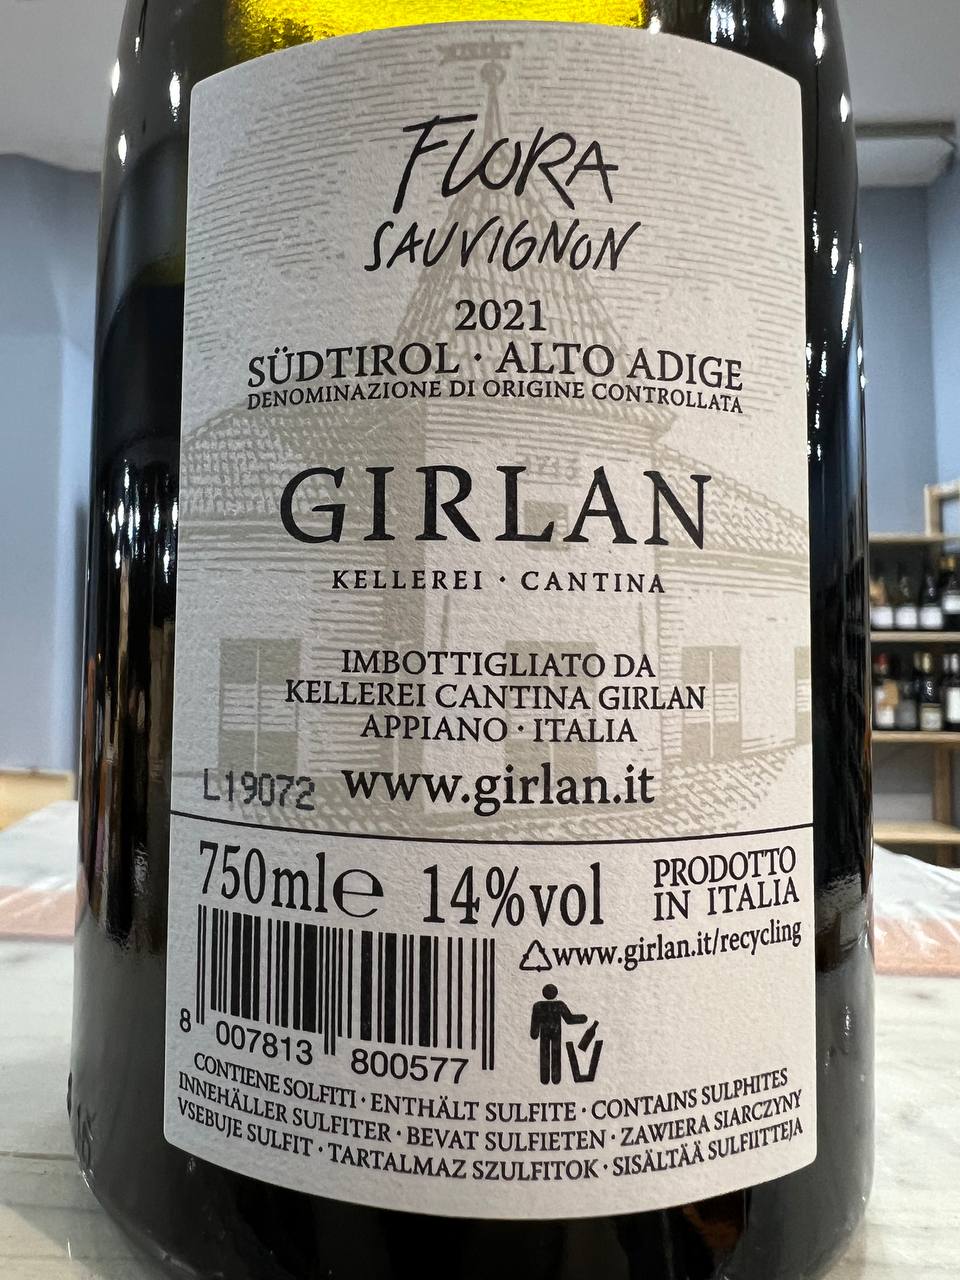 FLORA
SAUVIGNON
2021
SÜDTIROL · ALTO ADIGE
DENOMINAZIONE DI ORIGINE CONTROLLATA
GIRLAN
KELLEREI · CANTINA
IMBOTTIGLIATO DA
KELLEREI CANTINA GIRLAN
APPIANO · ITALIA
L19072 www.girlan.it
750ml℮ 14%vol
PRODOTTO
IN ITALIA
www.girlan.it/recycling
8 007813 800577
CONTIENE SOLFITI · ENTHÄLT SULFITE · CONTAINS SULPHITES
INNEHÅLLER SULFITER · BEVAT SULFIETEN · ZAWIERA SIARCZYNY
VSEBUJE SULFIT · TARTALMAZ SZULFITOK · SISÄLTÄÄ SULFIITTEJA